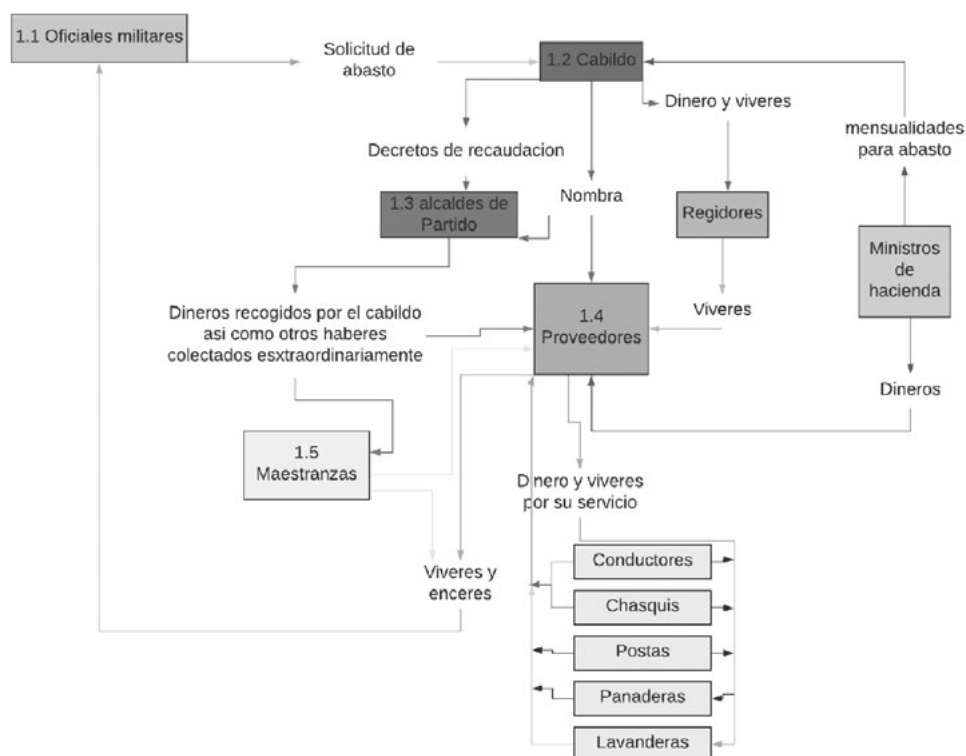 1.1 Oficiales militares
Solicitud de
abasto
1.2 Cabildo
Dinero y viveres
mensualidades
para abasto
Decretos de recaudacion
1.3 alcaldes de
Partido
Nombra
Regidores
Ministros
de
hacienda
Dineros recogidos por el cabildo
asi como otros haberes
colectados esxtraordinariamente
1.4
Proveedores
Viveres
Dineros
1.5
Maestranzas
Dinero y viveres
por su servicio
Viveres y
enceres
Conductores
Chasquis
Postas
Panaderas
Lavanderas